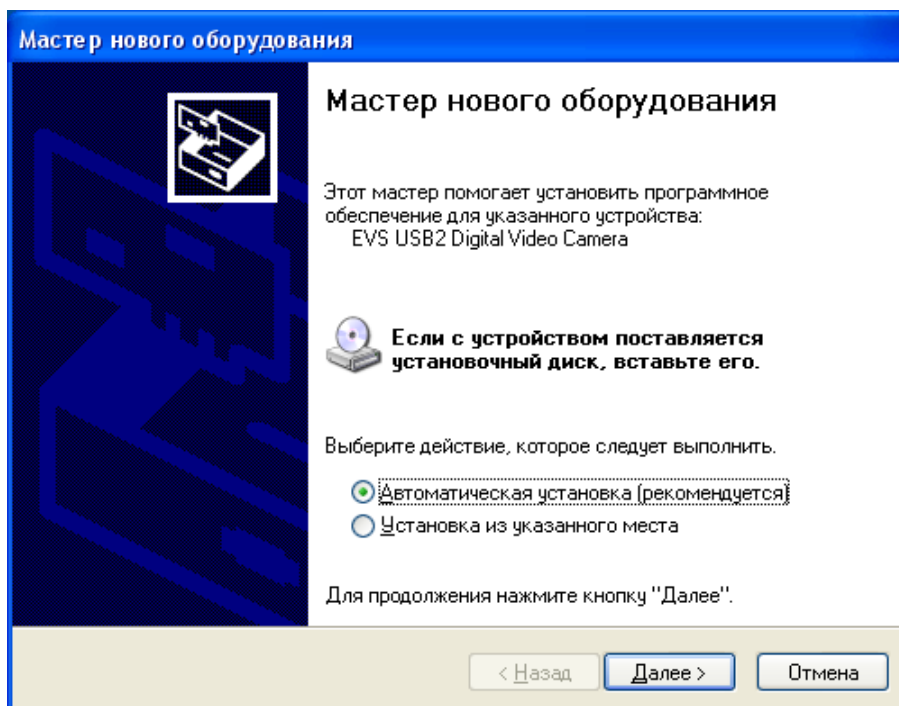 Мастер нового оборудования
Мастер нового оборудования
Этот мастер помогает установить программное
обеспечение для указанного устройства:
EVS USB2 Digital Video Camera
Если с устройством поставляется
установочный диск, вставьте его.
Выберите действие, которое следует выполнить.
Автоматическая установка (рекомендуется)
Установка из указанного места
Для продолжения нажмите кнопку "Далее".
< Назад Далее > Отмена